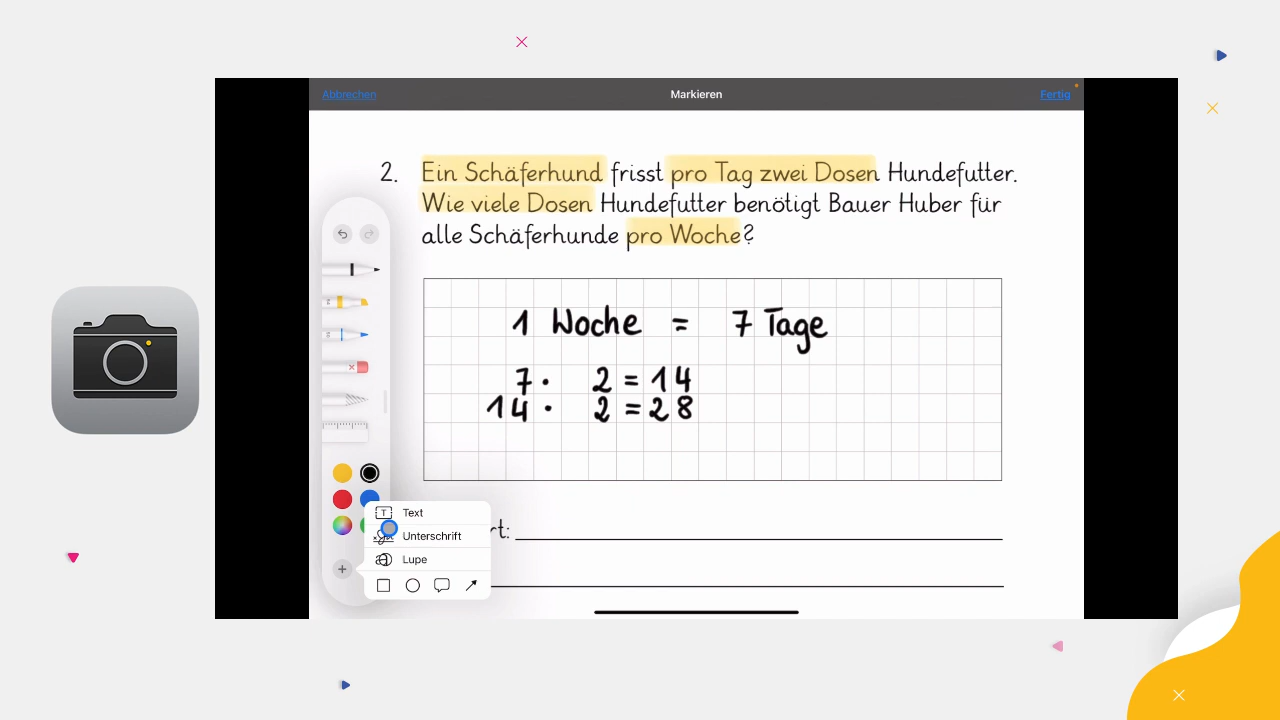 Abbrechen Markieren Fertig
2. Ein Schäferhund frisst pro Tag zwei Dosen Hundefutter.
Wie viele Dosen Hundefutter benötigt Bauer Huber für
alle Schäferhunde pro Woche?
1 Woche = 7 Tage
7 · 2 = 14
14 · 2 = 28
rt:
Text
Unterschrift
Lupe